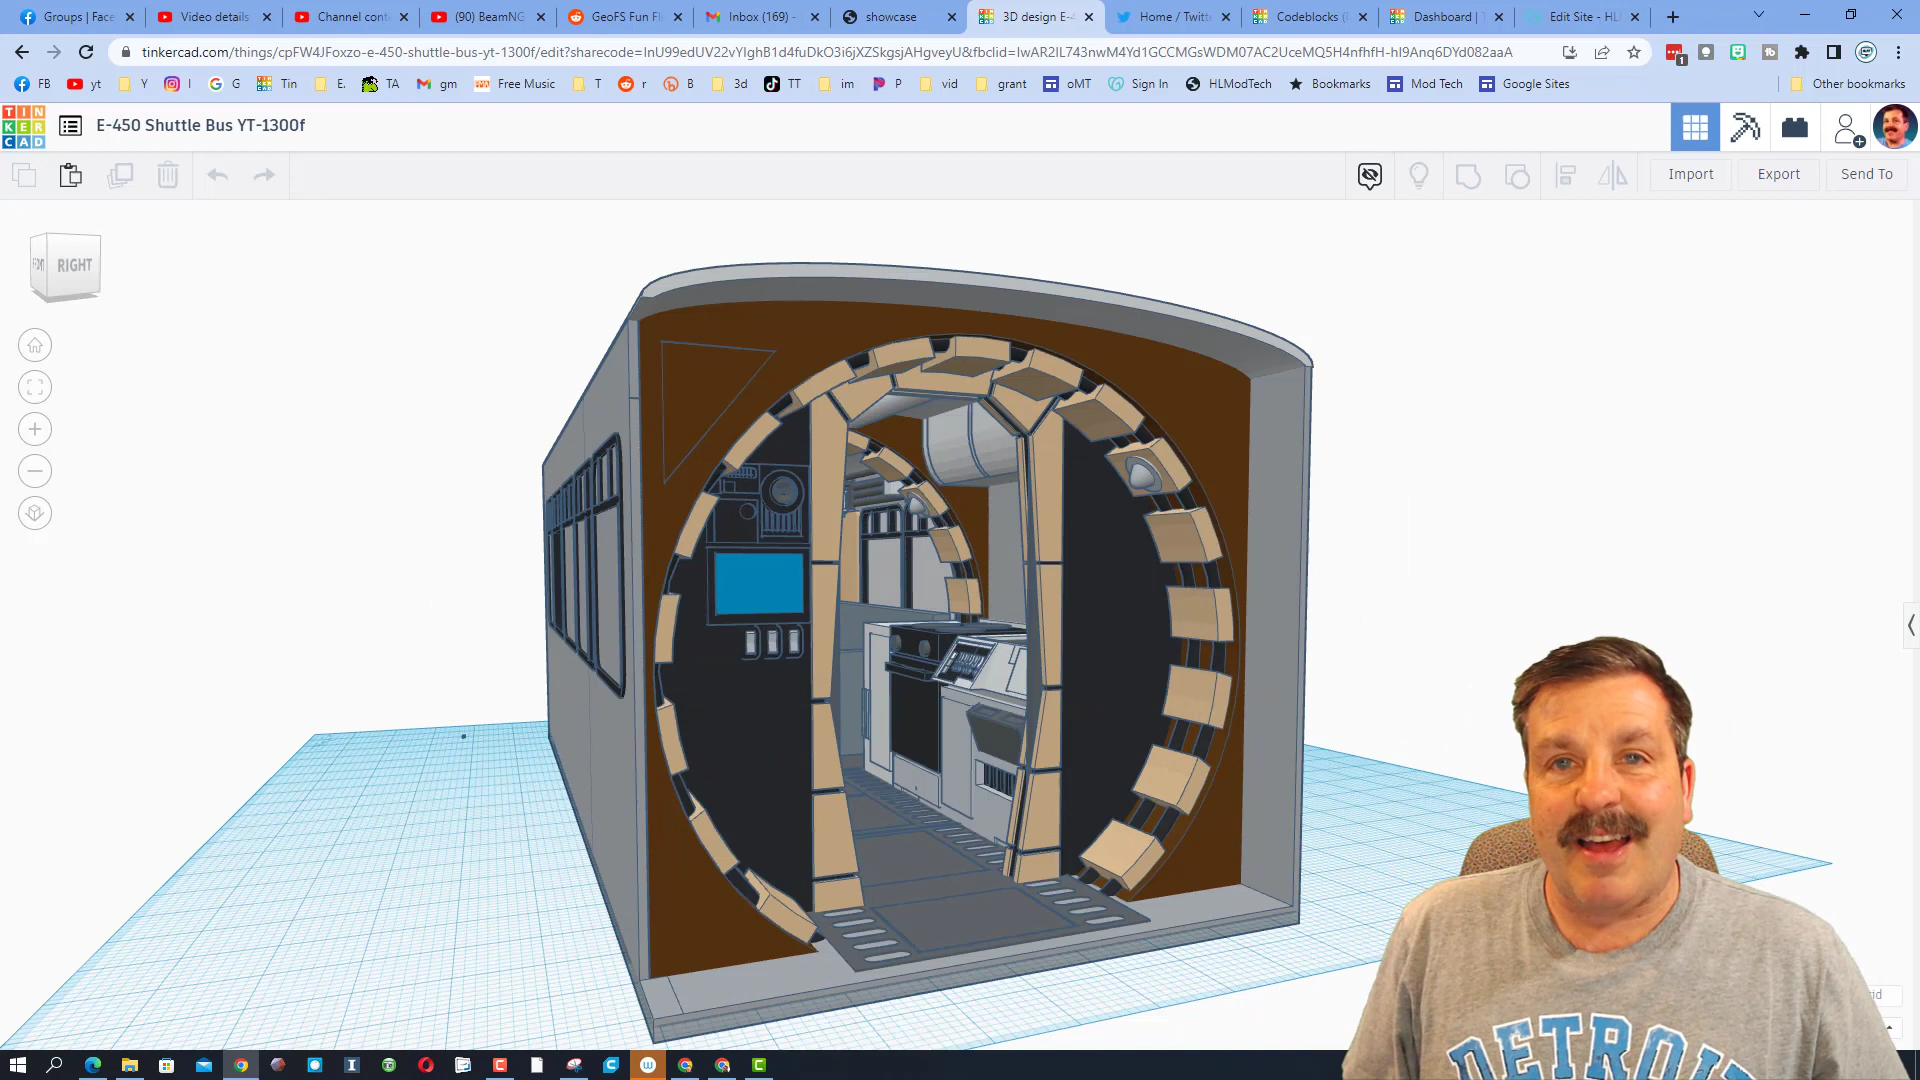 Groups | Face
Video details
Channel cont
(90) BeamNG
GeoFS Fun Fl
Inbox (169) -
showcase
3D design E-4
Home / Twitt
Codeblocks (
Dashboard | T
Edit Site - HL
tinkercad.com/things/cpFW4JFoxzo-e-450-shuttle-bus-yt-1300f/edit?sharecode=InU99edUV22vYIghB1d4fuDkO3i6jXZSkgsjAHgveyU&fbclid=IwAR2IL743nwM4Yd1GCCMGsWDM07AC2UceMQ5H4nfhfH-hI9Anq6DYd082aaA
FB
yt
Y
I
G
Tin
E.
TA
gm
Free Music
T
r
B
3d
TT
im
P
vid
grant
oMT
Sign In
HLModTech
Bookmarks
Mod Tech
Google Sites
Other bookmarks
TIN
KER
CAD
E-450 Shuttle Bus YT-1300f
Import
Export
Send To
RIGHT
DETROI